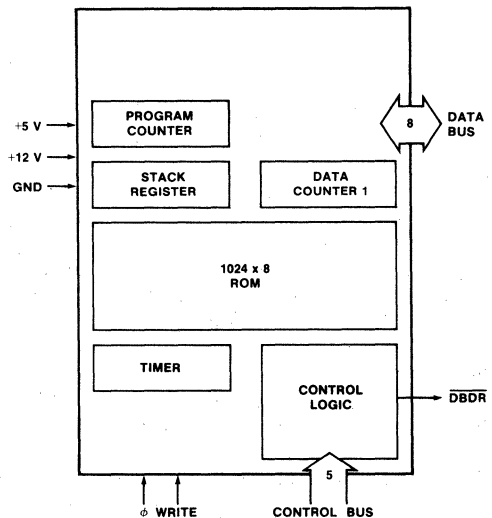 PROGRAM
COUNTER
8
DATA
BUS
+5 V
+12 V
GND
STACK
REGISTER
DATA
COUNTER 1
1024 x 8
ROM
TIMER
CONTROL
LOGIC
DBDR
5
ϕ WRITE
CONTROL BUS